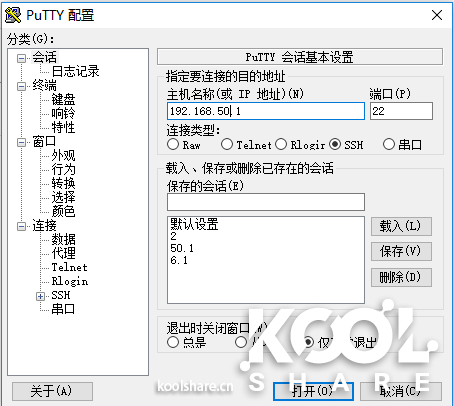 PuTTY 配置
分类(G):
会话
日志记录
终端
键盘
响铃
特性
窗口
外观
行为
转换
选择
颜色
连接
数据
代理
Telnet
Rlogin
SSH
串口
PuTTY 会话基本设置
指定要连接的目的地址
主机名称(或 IP 地址)(N)
端口(P)
192.168.50.1
22
连接类型:
Raw
Telnet
Rlogin
SSH
串口
载入、保存或删除已存在的会话
保存的会话(E)
默认设置
2
50.1
6.1
载入(L)
保存(V)
删除(D)
退出时关闭窗口(W)
总是
退出
KOOL
SHARE
koolshare.cn
关于(A)
打开(O)
取消(C)